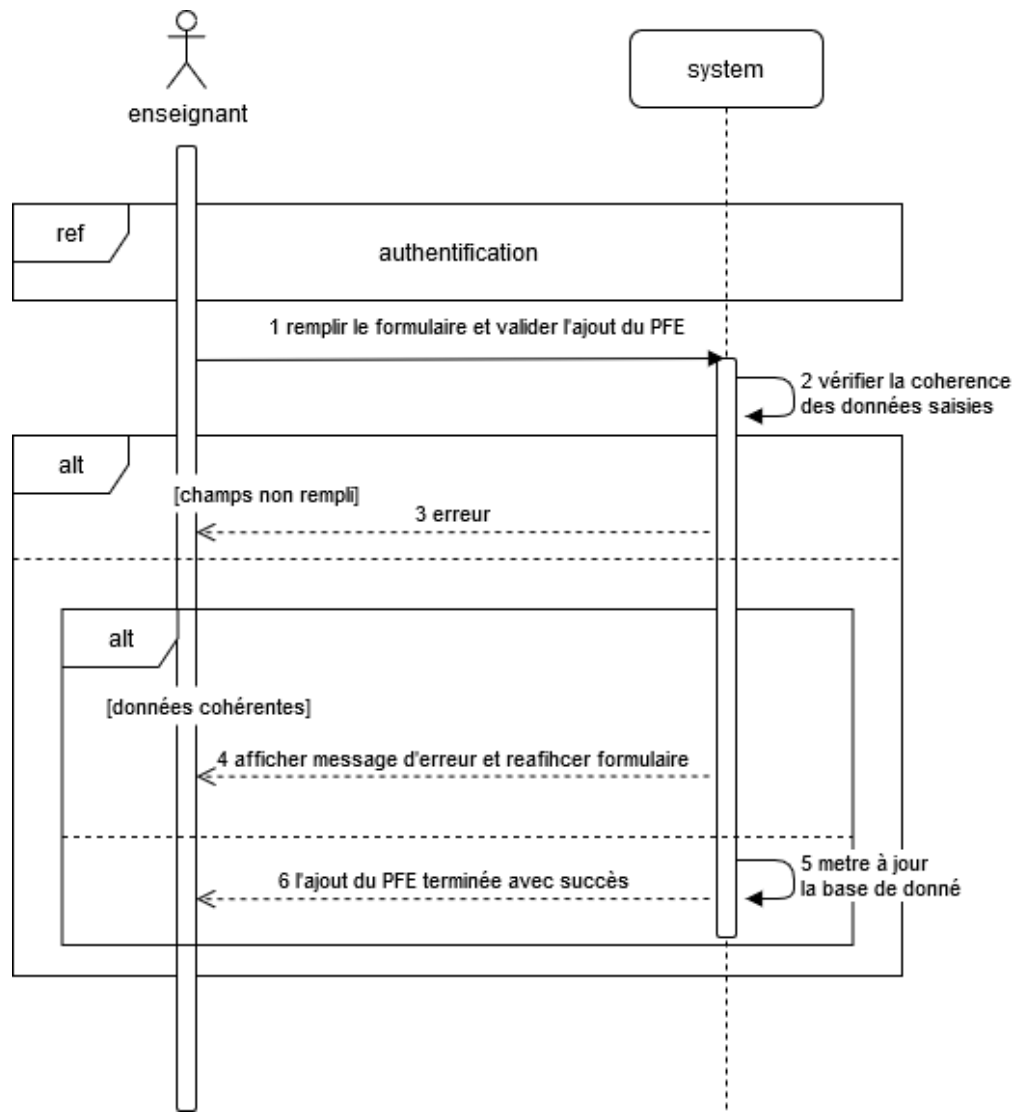 enseignant
system
ref
authentification
1 remplir le formulaire et valider l'ajout du PFE
2 vérifier la coherence
des données saisies
alt
[champs non rempli]
3 erreur
alt
[données cohérentes]
4 afficher message d'erreur et reafihcer formulaire
5 metre à jour
la base de donné
6 l'ajout du PFE terminée avec succès